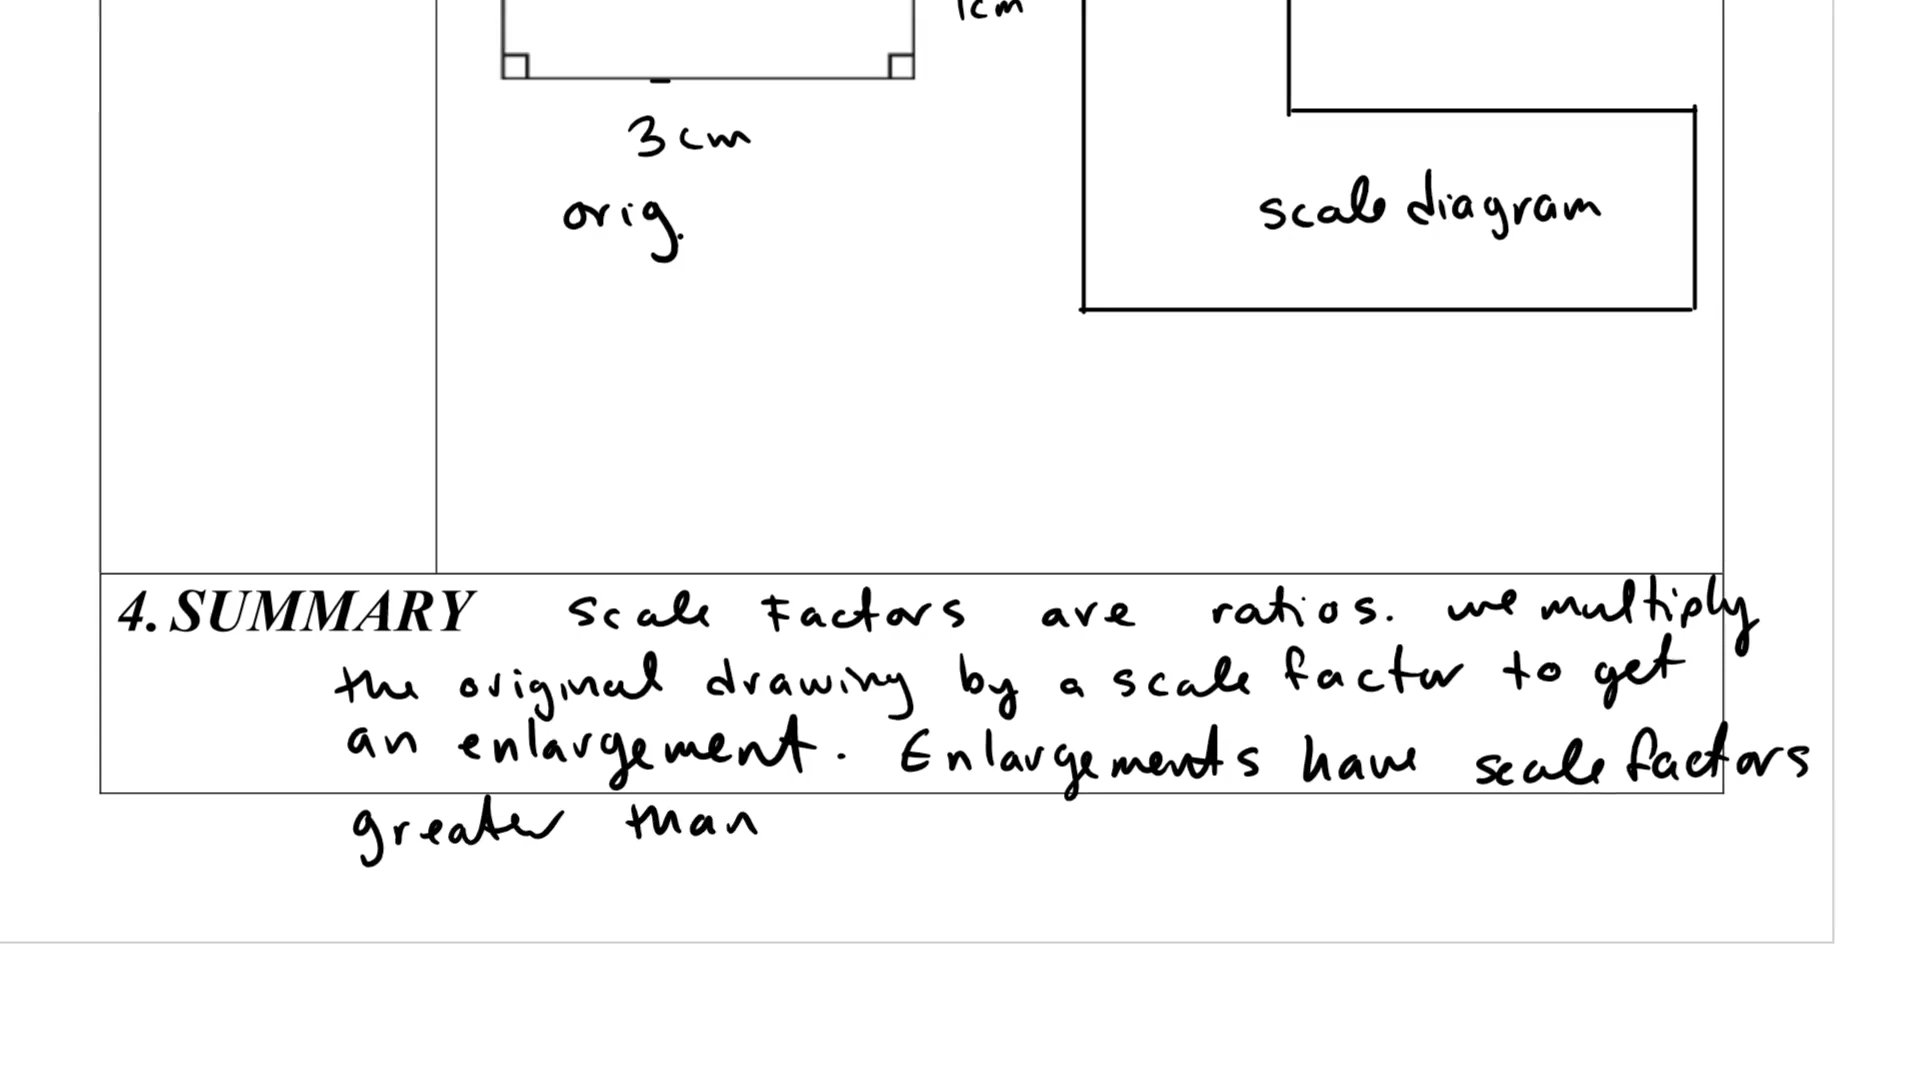 1cm
3cm
orig.
scale diagram
4. SUMMARY scale factors are ratios. we multiply
the original drawing by a scale factor to get
an enlargement. Enlargements have scale factors
greater than